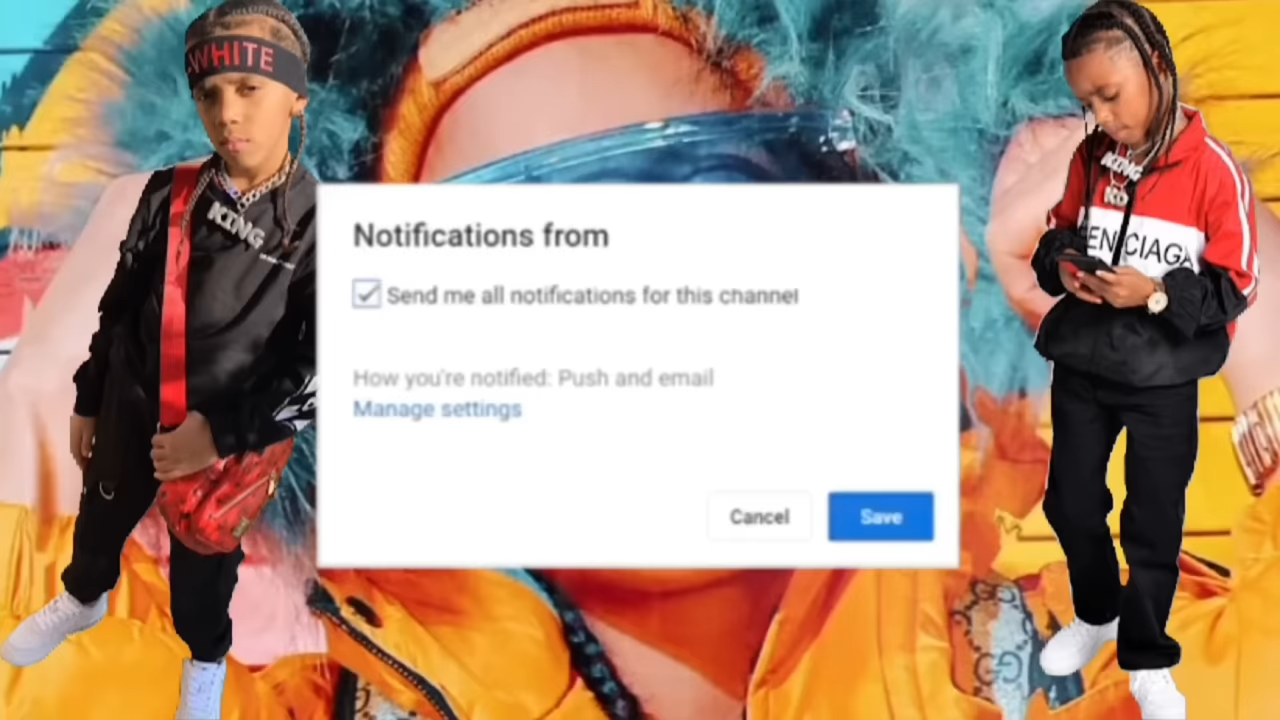 -WHITE
KING
KING
KD
ENCIAGA
Notifications from
Send me all notifications for this channel
How you're notified: Push and email
Manage settings
Cancel
Save